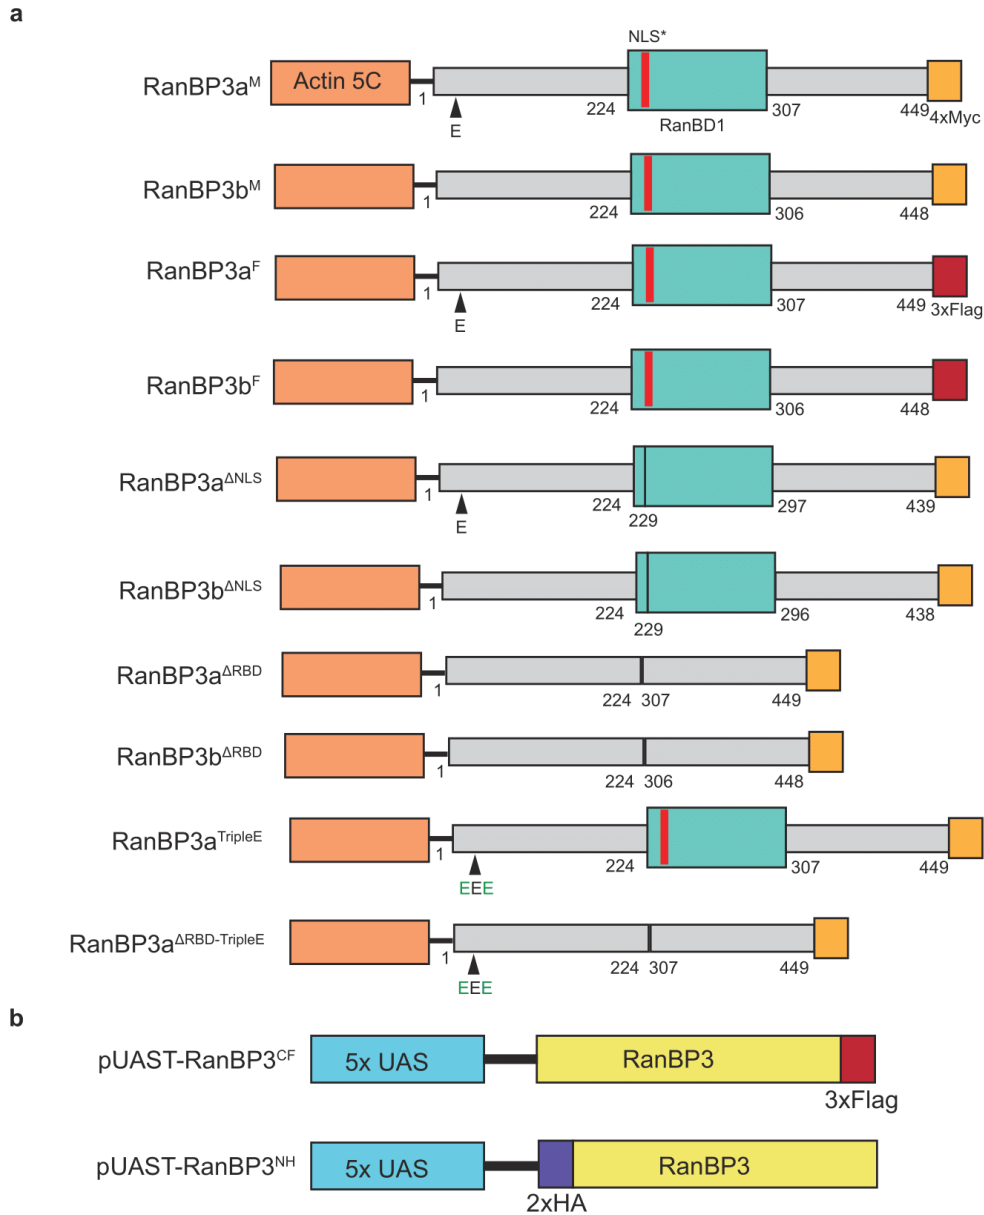 a
NLS*
RanBP3aᴹ Actin 5C
1 224 307 449 4xMyc
E RanBD1
RanBP3bᴹ
1 224 306 448
RanBP3aF
1 224 307 449 3xFlag
E
RanBP3bF
1 224 306 448
RanBP3aΔNLS
1 224 297 439
E 229
RanBP3bΔNLS
1 224 296 438
229
RanBP3aΔRBD
1 224 307 449
RanBP3bΔRBD
1 224 306 448
RanBP3aTripleE
1 224 307 449
EEE
RanBP3aΔRBD-TripleE
1 224 307 449
EEE
b
pUAST-RanBP3CF 5x UAS RanBP3
3xFlag
pUAST-RanBP3NH 5x UAS RanBP3
2xHA